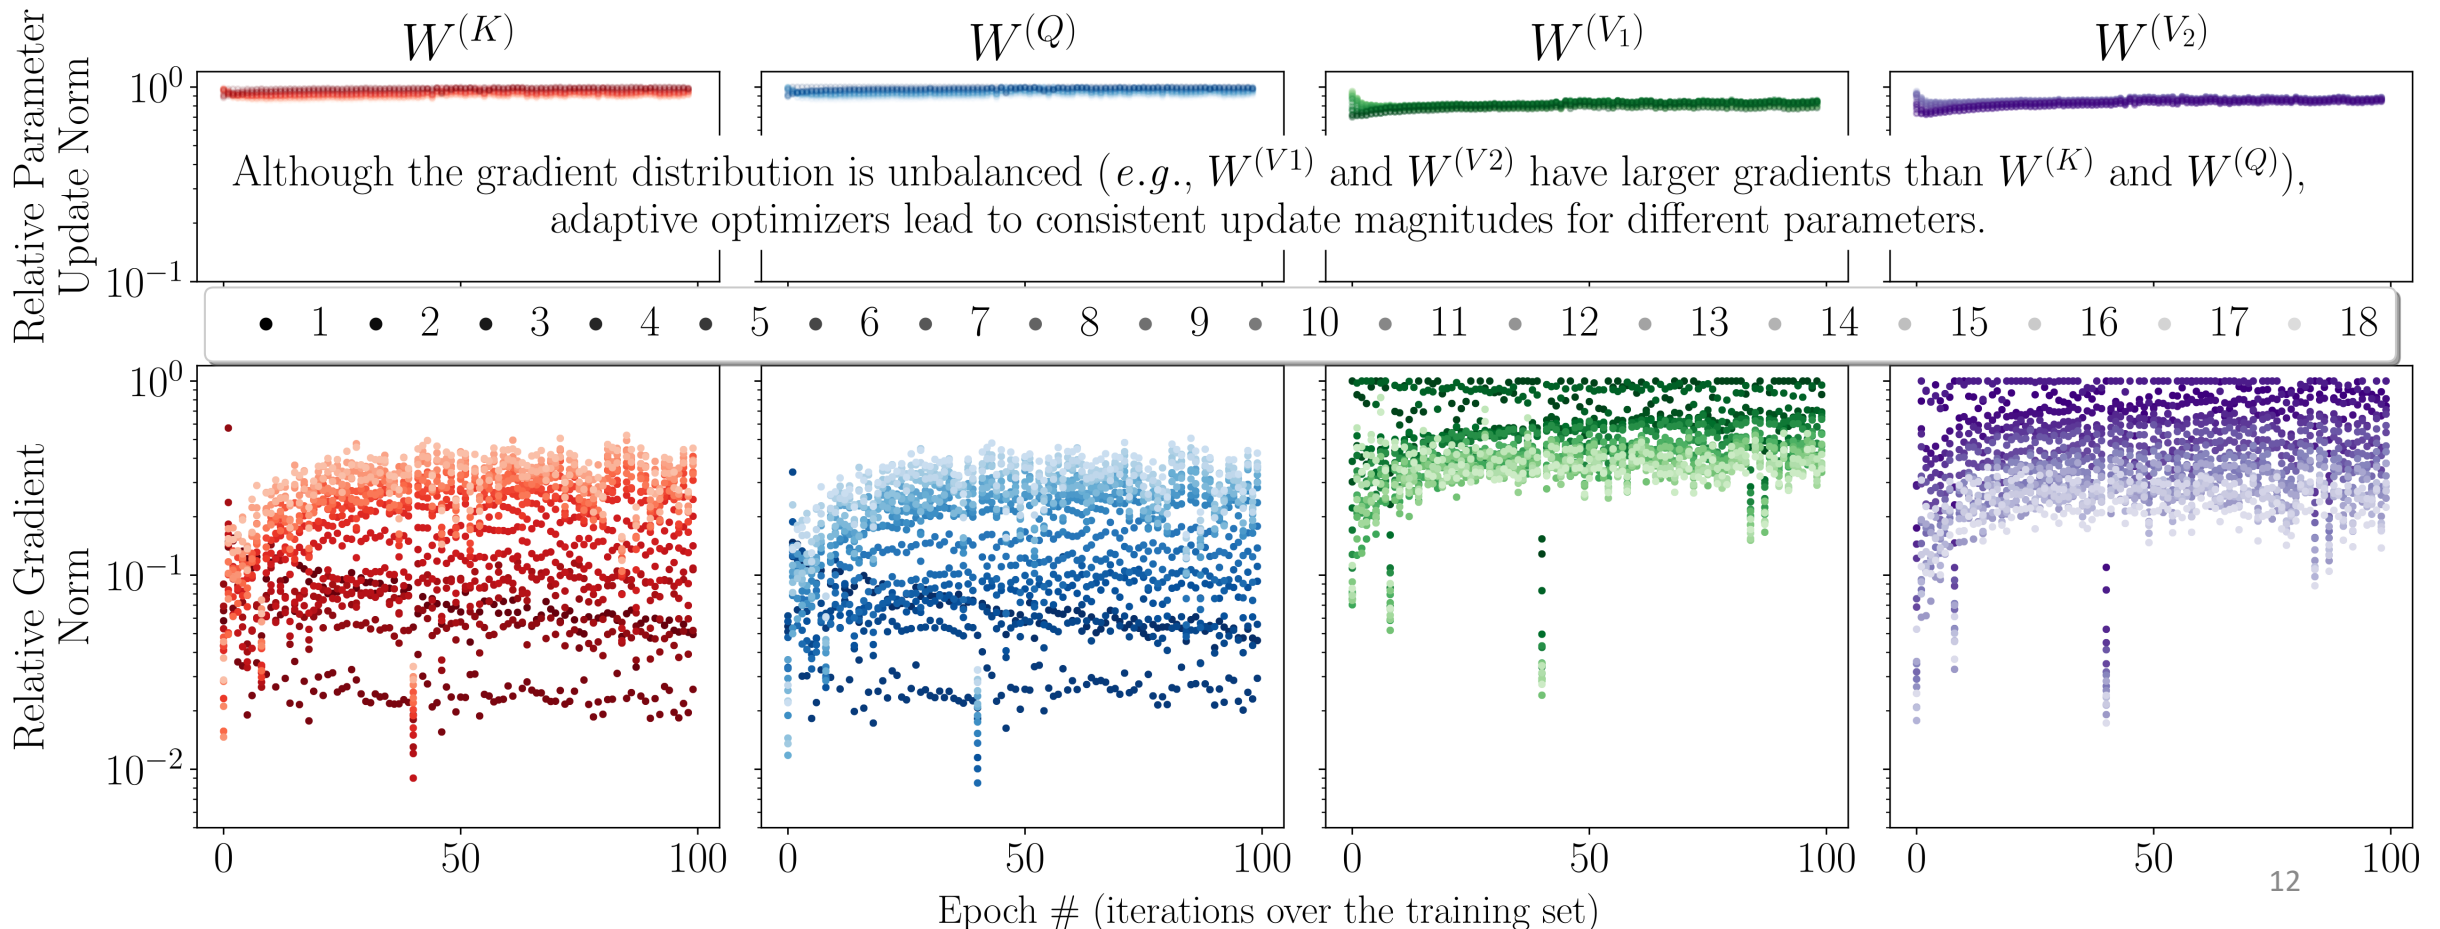 W^(K) W^(Q) W^(V_1) W^(V_2)
Relative Parameter
Update Norm
10^0
10^−1
Although the gradient distribution is unbalanced (e.g., W^(V1) and W^(V2) have larger gradients than W^(K) and W^(Q)),
adaptive optimizers lead to consistent update magnitudes for different parameters.
1 2 3 4 5 6 7 8 9 10 11 12 13 14 15 16 17 18
Relative Gradient
Norm
10^0
10^−1
10^−2
0 50 100 0 50 100 0 50 100 0 50 100
12
Epoch # (iterations over the training set)